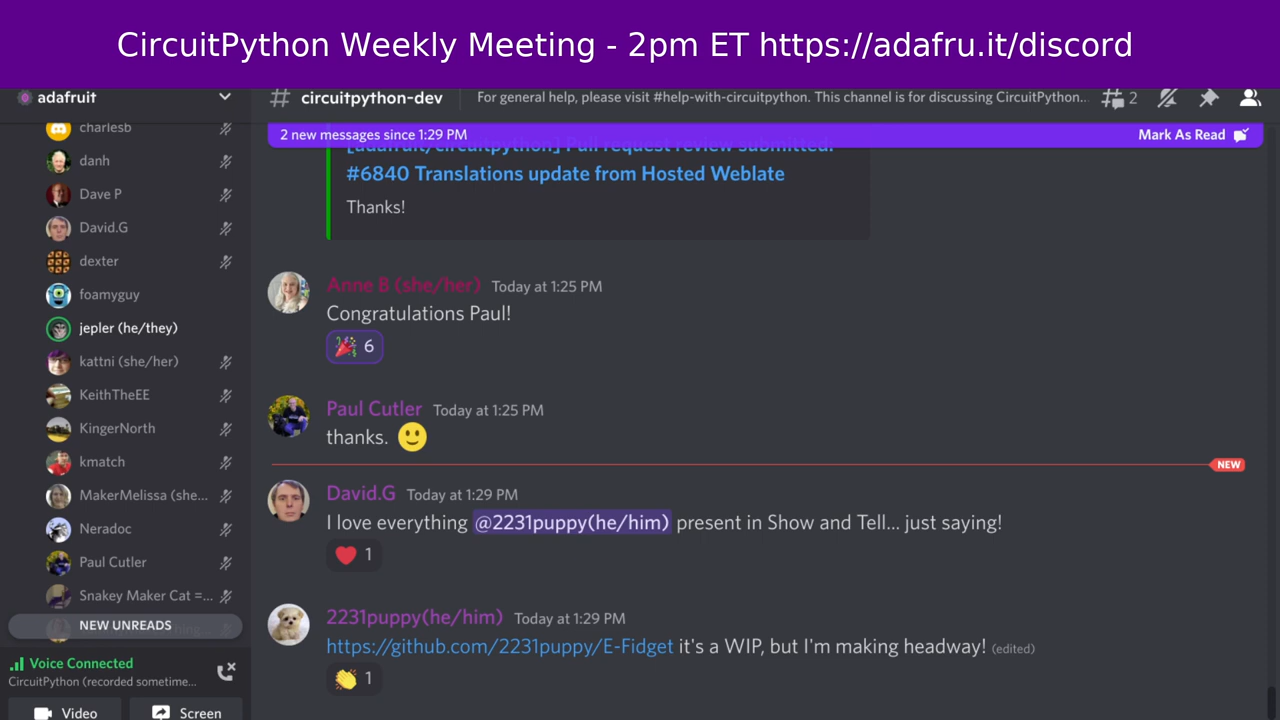 CircuitPython Weekly Meeting - 2pm ET https://adafru.it/discord
adafruit
# circuitpython-dev
For general help, please visit #help-with-circuitpython. This channel is for discussing CircuitPython...
2
charlesb
danh
Dave P
David.G
dexter
foamyguy
jepler (he/they)
kattni (she/her)
KeithTheEE
KingerNorth
kmatch
MakerMelissa (she...
Neradoc
Paul Cutler
Snakey Maker Cat =...
NEW UNREADS
Voice Connected
CircuitPython (recorded sometime...
Video
Screen
2 new messages since 1:29 PM
Mark As Read
[adafruit/circuitpython] Pull request review submitted:
#6840 Translations update from Hosted Weblate
Thanks!
Anne B (she/her) Today at 1:25 PM
Congratulations Paul!
🎉 6
Paul Cutler Today at 1:25 PM
thanks. 🙂
NEW
David.G Today at 1:29 PM
I love everything @2231puppy(he/him) present in Show and Tell... just saying!
❤️ 1
2231puppy(he/him) Today at 1:29 PM
https://github.com/2231puppy/E-Fidget it's a WIP, but I'm making headway! (edited)
👏 1